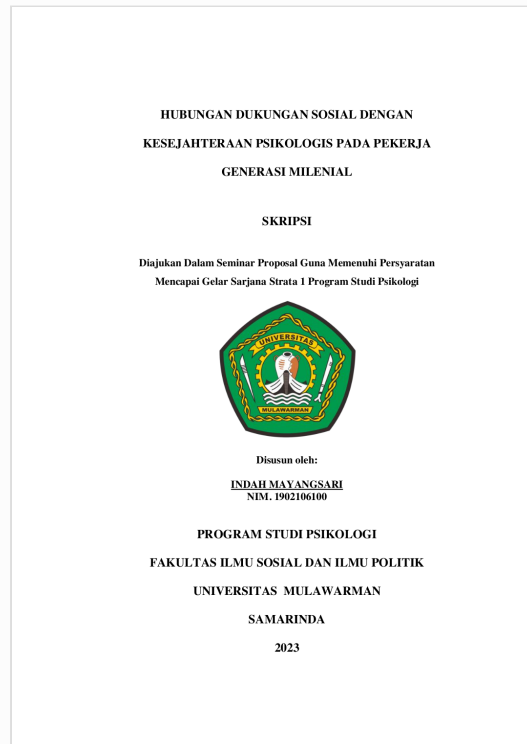 HUBUNGAN DUKUNGAN SOSIAL DENGAN
KESEJAHTERAAN PSIKOLOGIS PADA PEKERJA
GENERASI MILENIAL
SKRIPSI
Diajukan Dalam Seminar Proposal Guna Memenuhi Persyaratan
Mencapai Gelar Sarjana Strata 1 Program Studi Psikologi
UNIVERSITAS
MULAWARMAN
Disusun oleh:
INDAH MAYANGSARI
NIM. 1902106100
PROGRAM STUDI PSIKOLOGI
FAKULTAS ILMU SOSIAL DAN ILMU POLITIK
UNIVERSITAS MULAWARMAN
SAMARINDA
2023